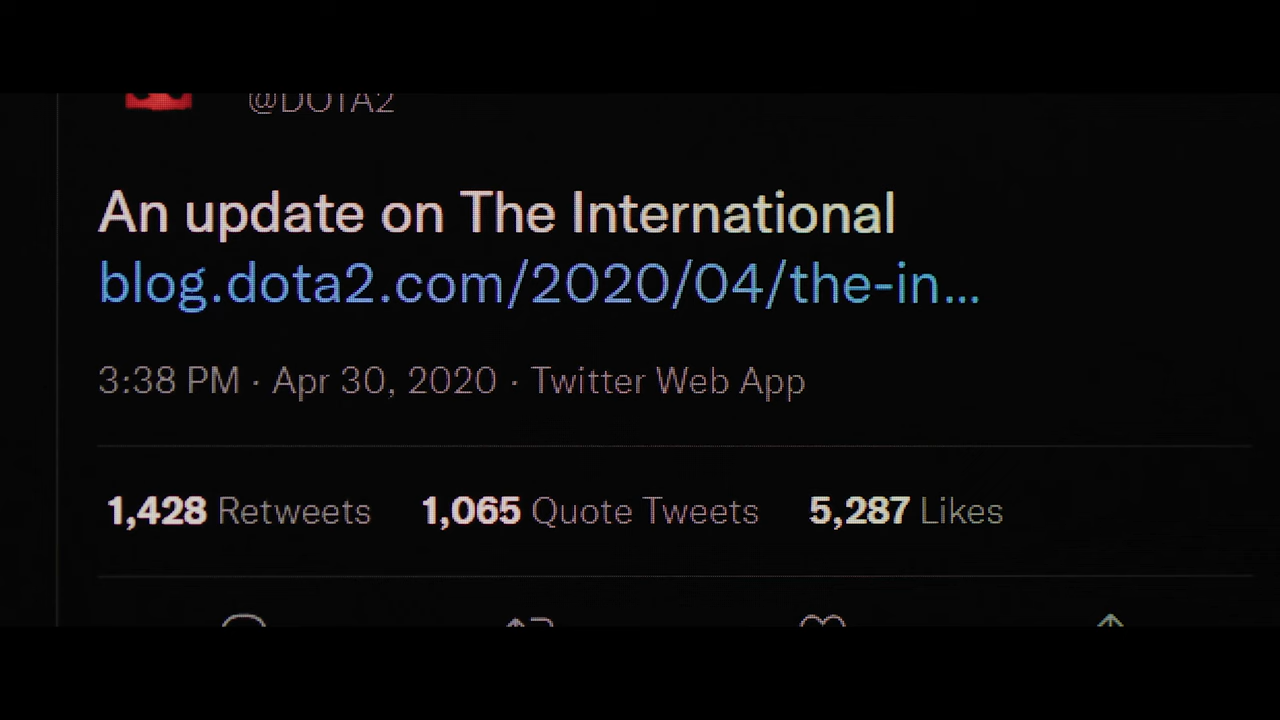 @DOTA2
An update on The International
blog.dota2.com/2020/04/the-in...
3:38 PM · Apr 30, 2020 · Twitter Web App
1,428 Retweets 1,065 Quote Tweets 5,287 Likes